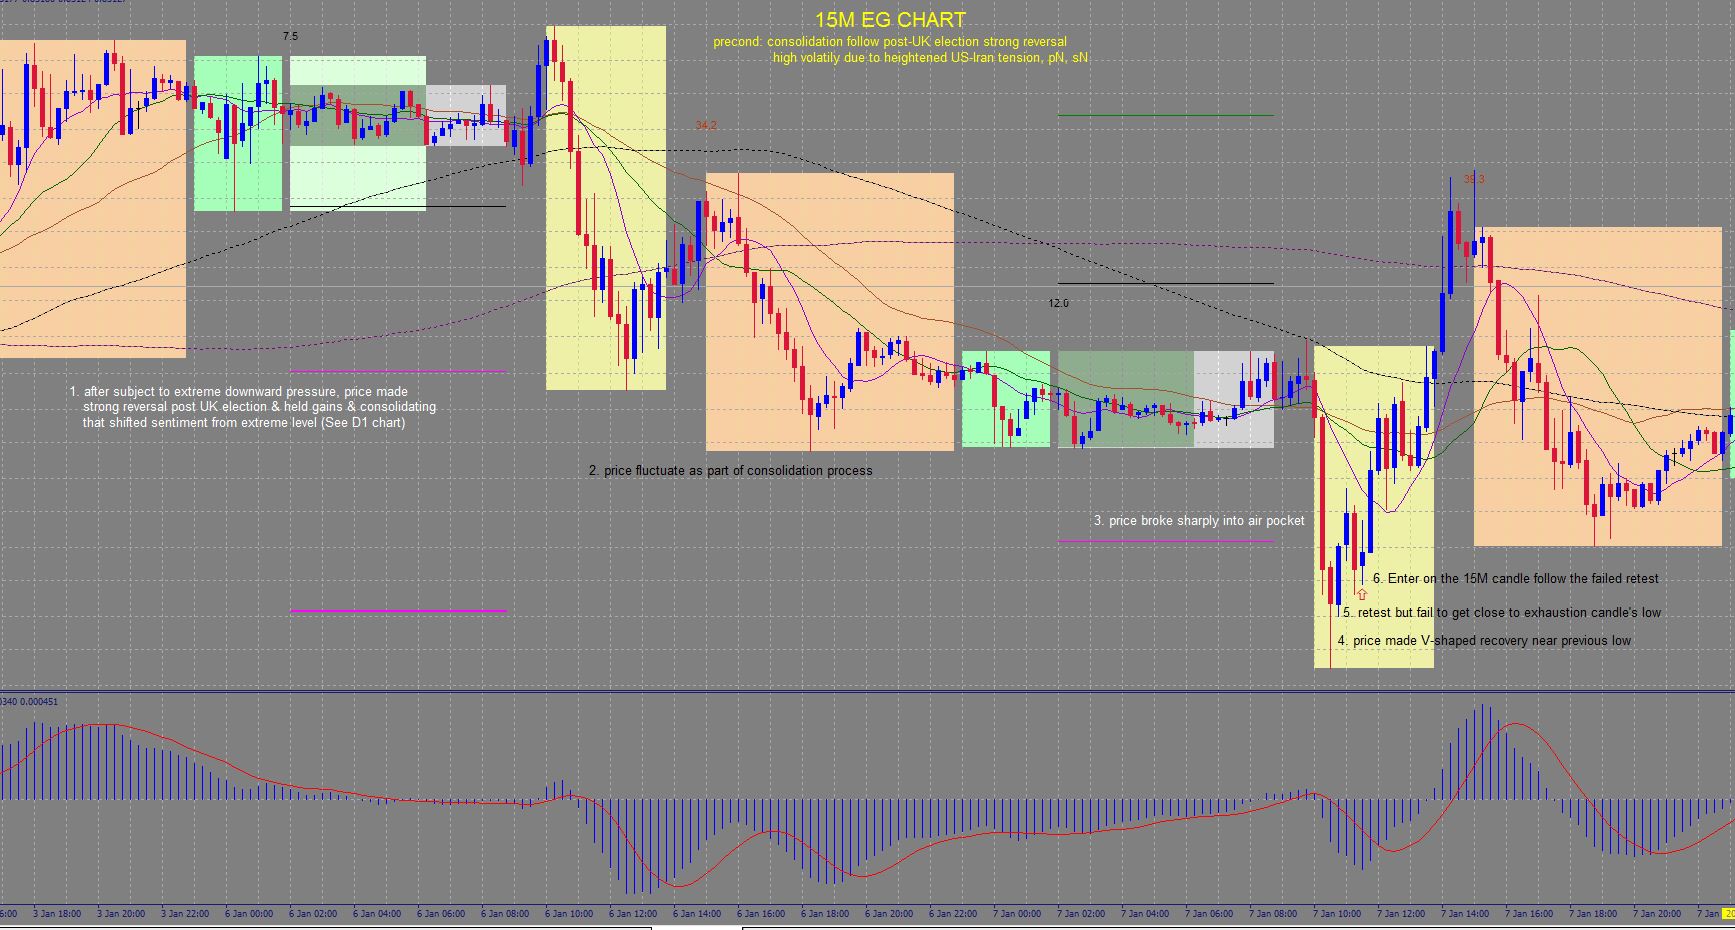 15M EG CHART
precond: consolidation follow post-UK election strong reversal
high volatily due to heightened US-Iran tension, pN, sN
7.5
34.2
39.3
12.0
1. after subject to extreme downward pressure, price made
strong reversal post UK election & held gains & consolidating
that shifted sentiment from extreme level (See D1 chart)
2. price fluctuate as part of consolidation process
3. price broke sharply into air pocket
6. Enter on the 15M candle follow the failed retest
5. retest but fail to get close to exhaustion candle's low
4. price made V-shaped recovery near previous low
0340 0.000451
6:00 3 Jan 18:00 3 Jan 20:00 3 Jan 22:00 6 Jan 00:00 6 Jan 02:00 6 Jan 04:00 6 Jan 06:00 6 Jan 08:00 6 Jan 10:00 6 Jan 12:00 6 Jan 14:00 6 Jan 16:00 6 Jan 18:00 6 Jan 20:00 6 Jan 22:00 7 Jan 00:00 7 Jan 02:00 7 Jan 04:00 7 Jan 06:00 7 Jan 08:00 7 Jan 10:00 7 Jan 12:00 7 Jan 14:00 7 Jan 16:00 7 Jan 18:00 7 Jan 20:00 7 Jan 20